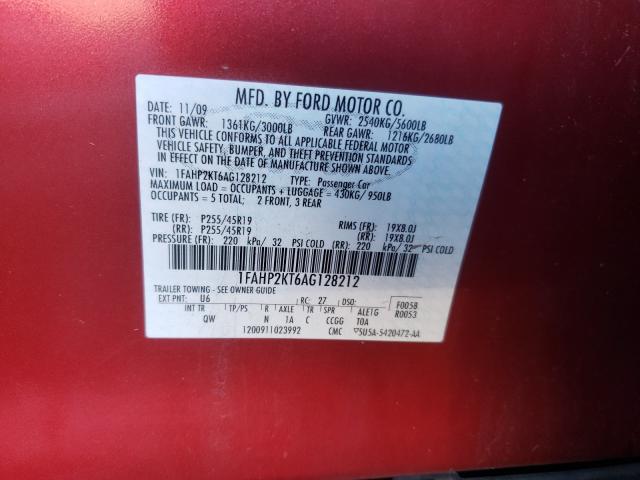 MFD. BY FORD MOTOR CO.
DATE: 11/09 GVWR: 2540KG/5600LB
FRONT GAWR: 1361KG/3000LB REAR GAWR: 1216KG/2680LB
THIS VEHICLE CONFORMS TO ALL APPLICABLE FEDERAL MOTOR
VEHICLE SAFETY, BUMPER, AND THEFT PREVENTION STANDARDS
IN EFFECT ON THE DATE OF MANUFACTURE SHOWN ABOVE.
VIN: 1FAHP2KT6AG128212 TYPE: Passenger Car
MAXIMUM LOAD = OCCUPANTS + LUGGAGE = 430KG/950LB
OCCUPANTS = 5 TOTAL; 2 FRONT, 3 REAR
TIRE (FR): P255/45R19 RIMS (FR): 19X8.0J
(RR): P255/45R19 (RR): 19X8.0J
PRESSURE (FR): 220 kPa/32 PSI COLD (RR): 220 kPa/32 PSI COLD
1FAHP2KT6AG128212
TRAILER TOWING - SEE OWNER GUIDE
EXT PNT: U6 RC: 27 DSO: F0058
INT TR TP/PS R AXLE TR SPR ALE1G R0053
QW N 1A C CCGG T0A
1200911023992 CMC 5U5A-5420472-AA